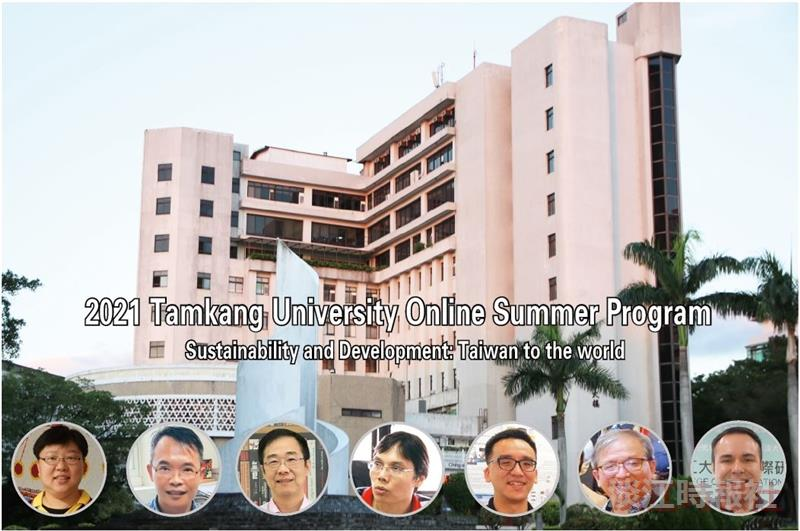 2021 Tamkang University Online Summer Program
Sustainability and Development: Taiwan to the world
淡江時報社